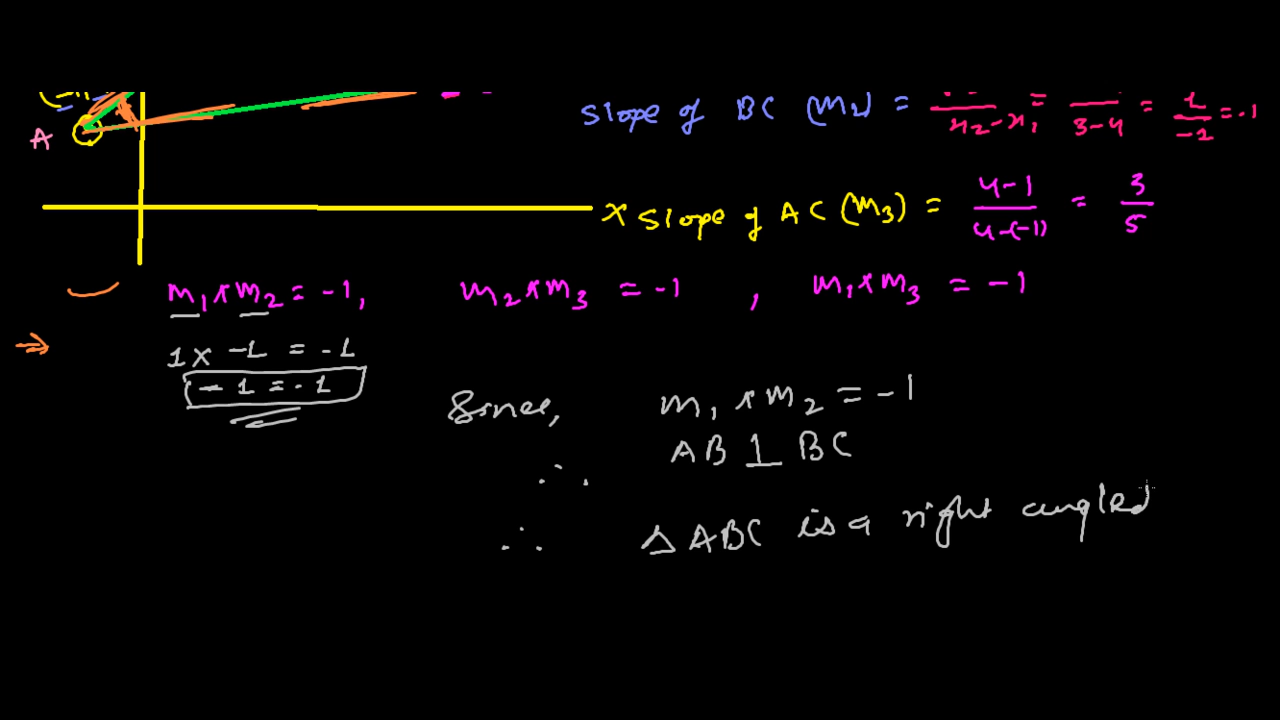 A
slope of BC (m₂) = / x₂-x₁ = / 3-4 = 1/-1 = -1
x
slope of AC (m₃) = 4-1/4-(-1) = 3/5
m₁×m₂ = -1, m₂×m₃ = -1 , m₁×m₃ = -1
1× -1 = -1
-1 = -1
Since, m₁×m₂ = -1
∴ AB ⊥ BC
∴ △ABC is a right angled